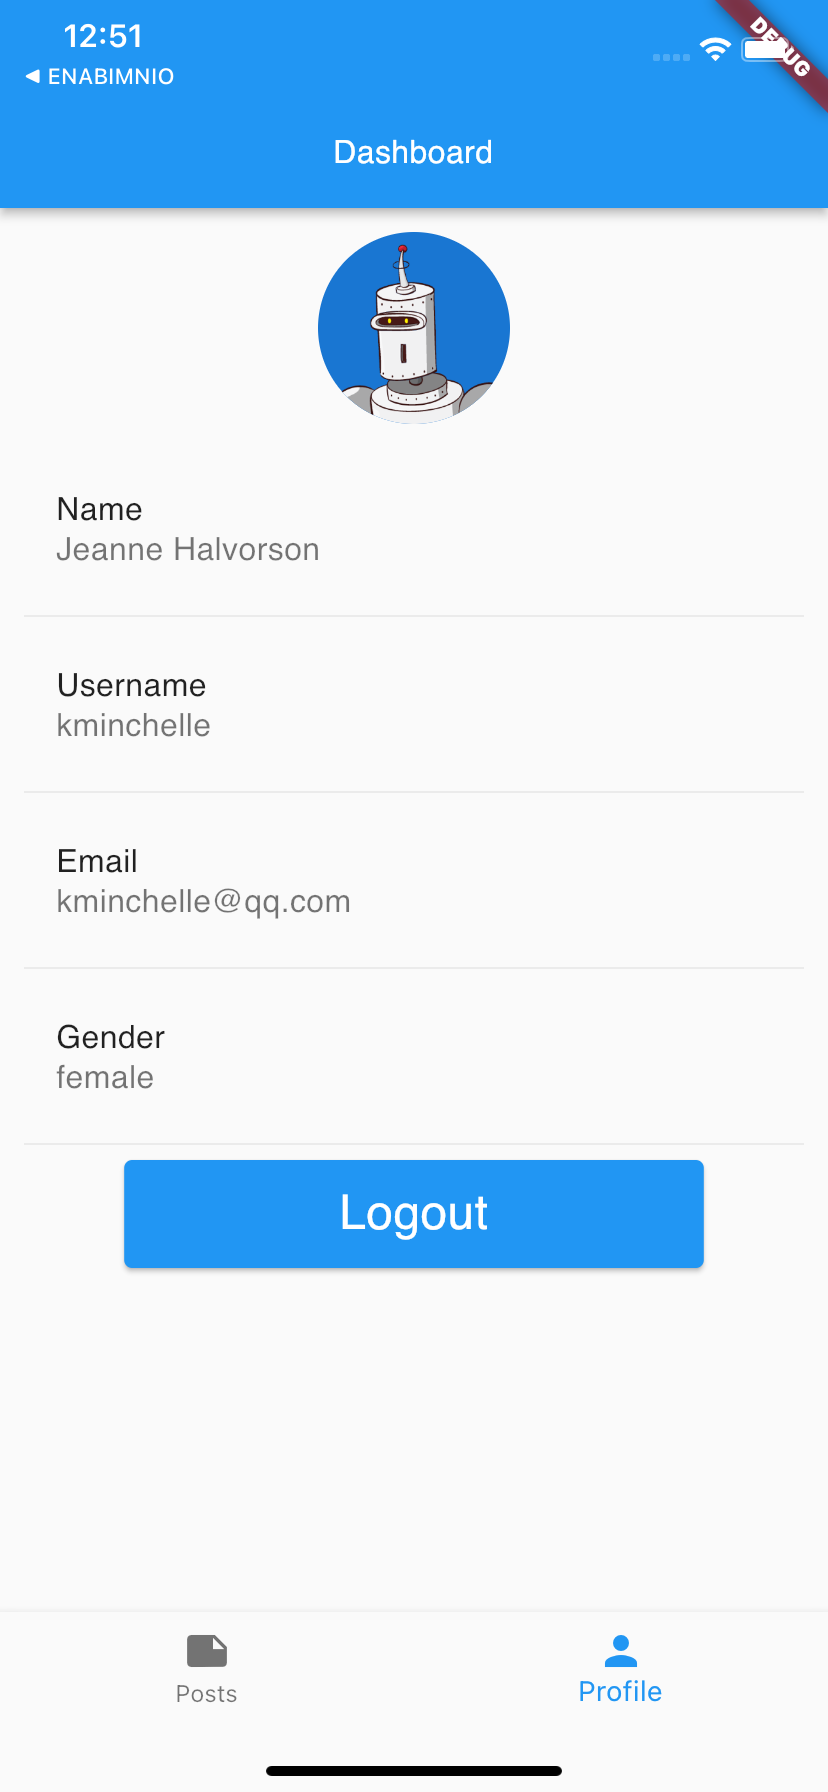 12:51
DEBUG
◀ ENABIMNIO
Dashboard
Name
Jeanne Halvorson
Username
kminchelle
Email
kminchelle@qq.com
Gender
female
Logout
Posts
Profile